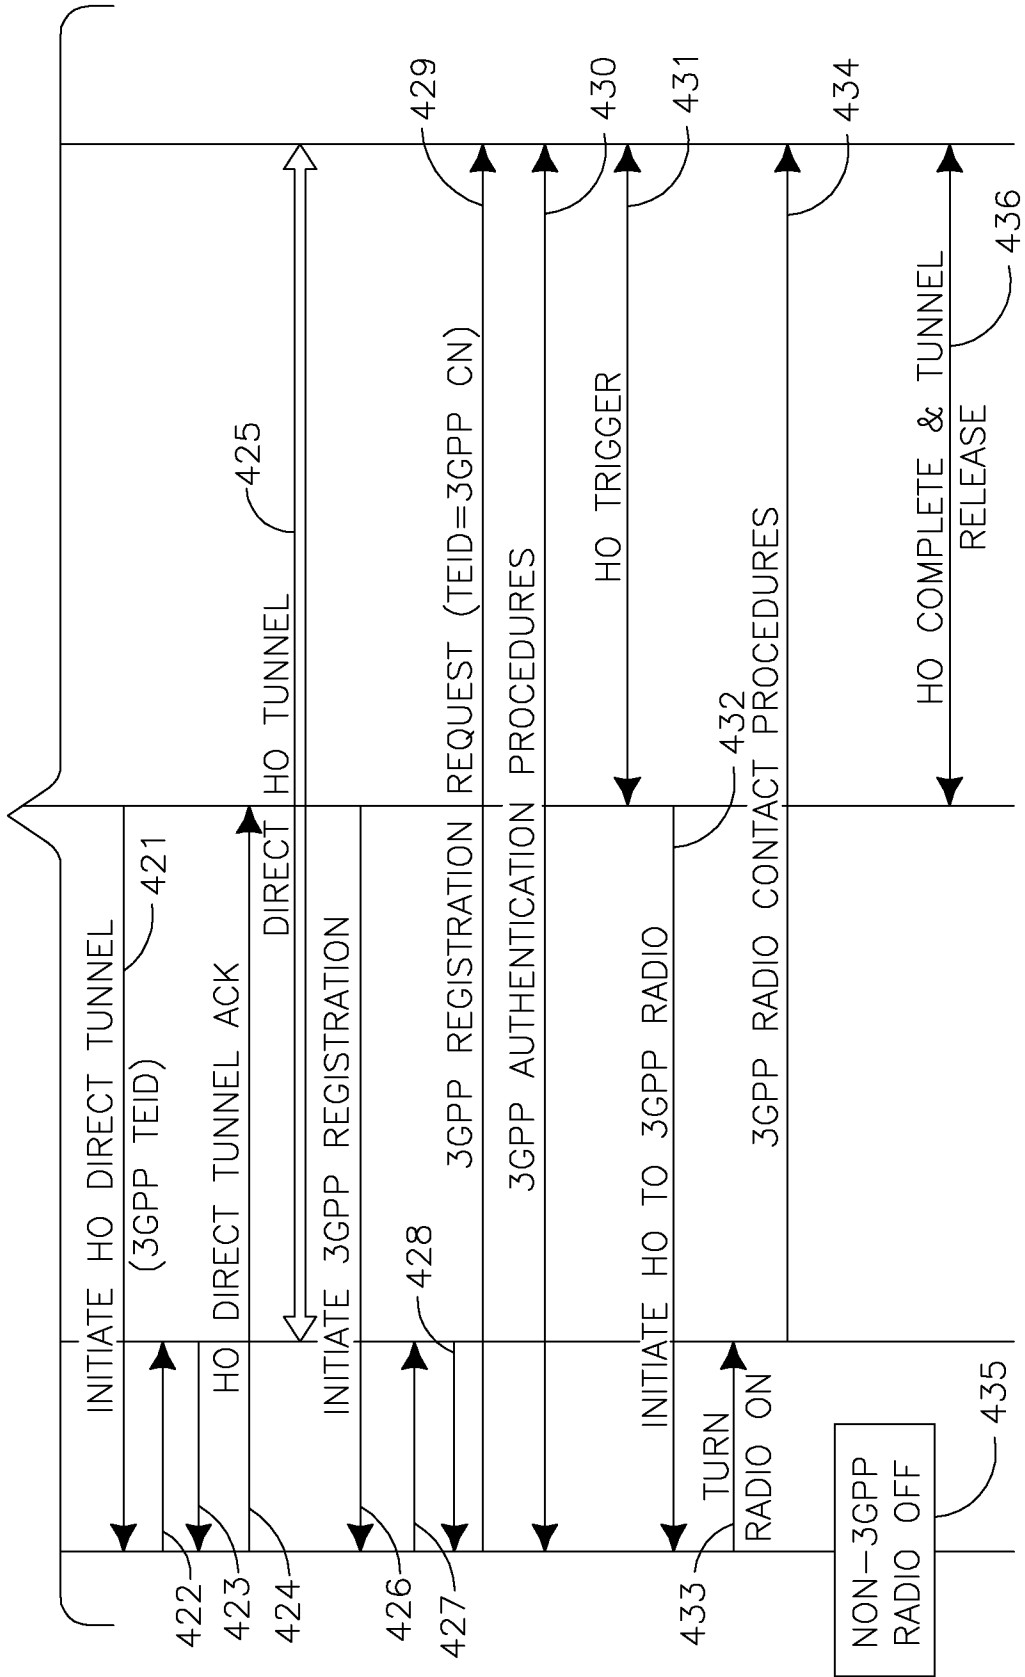 INITIATE HO DIRECT TUNNEL
421
(3GPP TEID)
422
423
HO DIRECT TUNNEL ACK
424
DIRECT HO TUNNEL
425
INITIATE 3GPP REGISTRATION
426
427
428
3GPP REGISTRATION REQUEST (TEID=3GPP CN)
429
3GPP AUTHENTICATION PROCEDURES
430
HO TRIGGER
431
INITIATE HO TO 3GPP RADIO
432
433
TURN
RADIO ON
3GPP RADIO CONTACT PROCEDURES
434
NON-3GPP
RADIO OFF
435
HO COMPLETE & TUNNEL
RELEASE
436